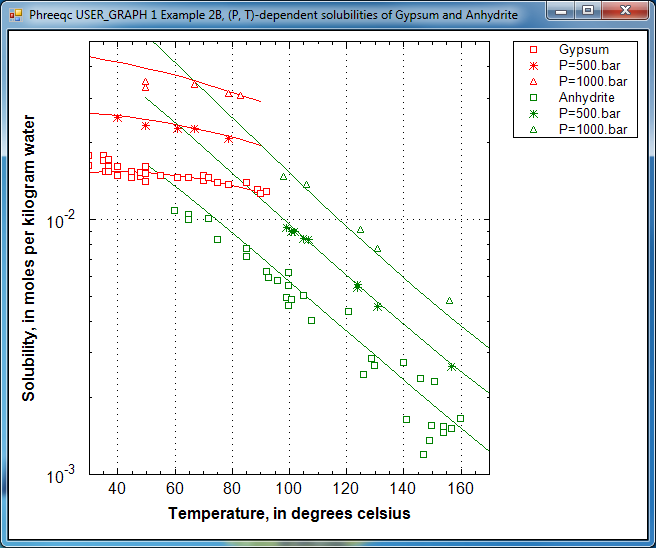 Phreeqc USER_GRAPH 1 Example 2B, (P, T)-dependent solubilities of Gypsum and Anhydrite
Gypsum
P=500.bar
P=1000.bar
Anhydrite
P=500.bar
P=1000.bar
Solubility, in moles per kilogram water
10-2
10-3
40 60 80 100 120 140 160
Temperature, in degrees celsius